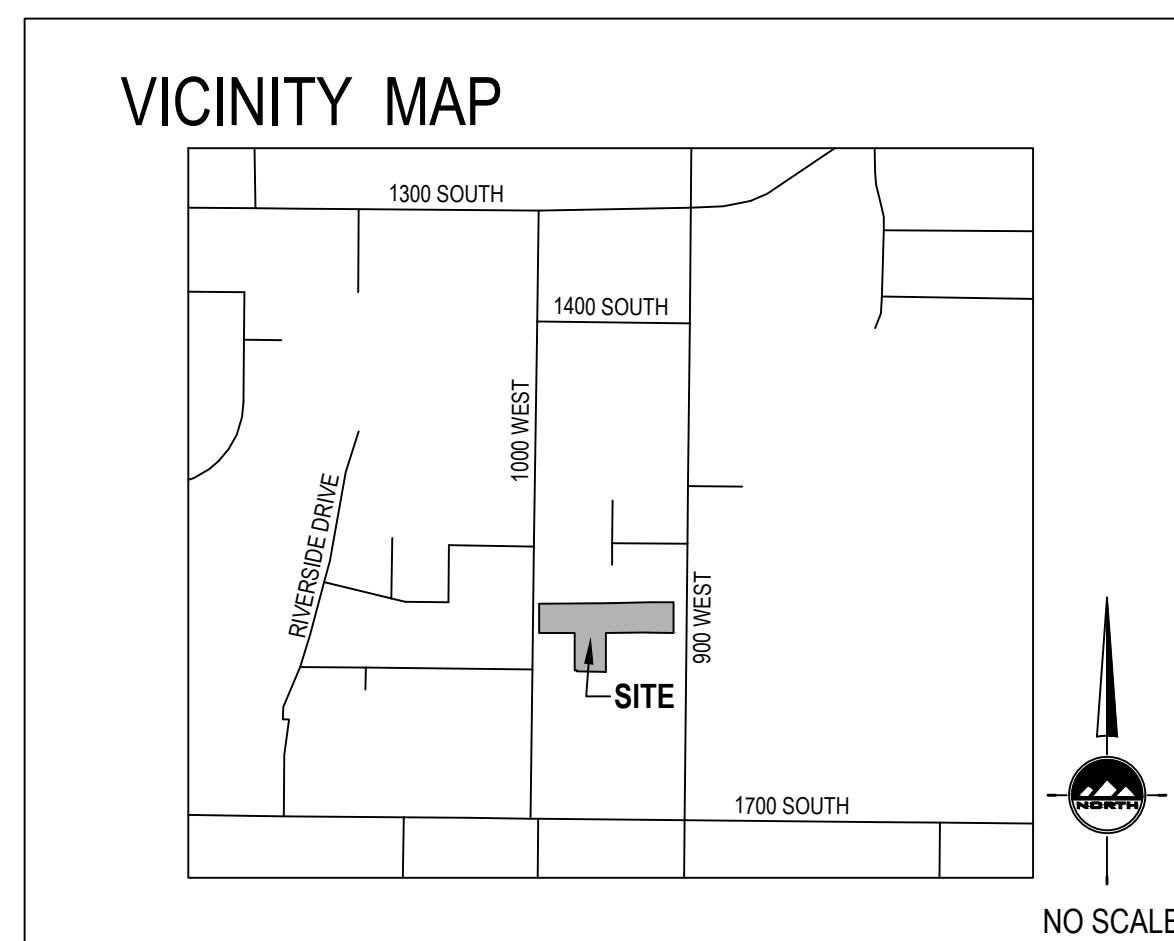 VICINITY MAP
1300 SOUTH
1400 SOUTH
1000 WEST
RIVERSIDE DRIVE
900 WEST
SITE
1700 SOUTH
NORTH
NO SCALE